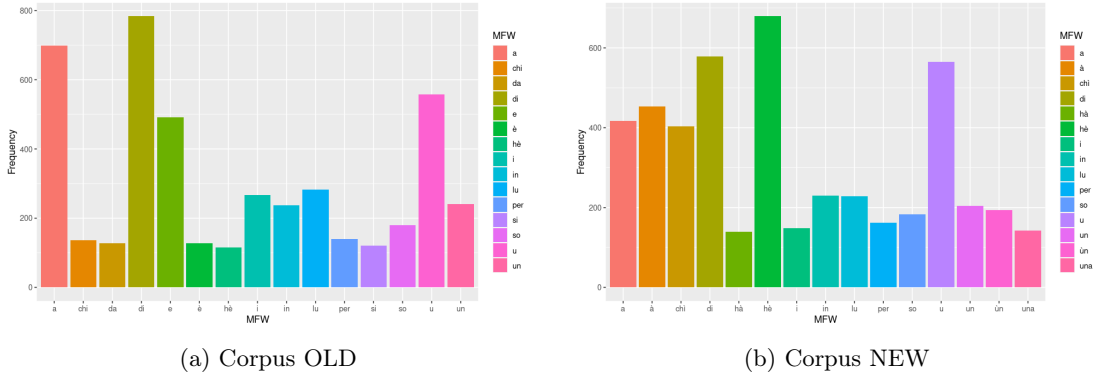 800
600
400
200
0
Frequency
a chi da di e è hè i in lu per si so u un
MFW
MFW
a
chi
da
di
e
è
hè
i
in
lu
per
si
so
u
un
(a) Corpus OLD
600
400
200
0
Frequency
a à chì di hà hè i in lu per so u un ùn una
MFW
MFW
a
à
chì
di
hà
hè
i
in
lu
per
so
u
un
ùn
una
(b) Corpus NEW